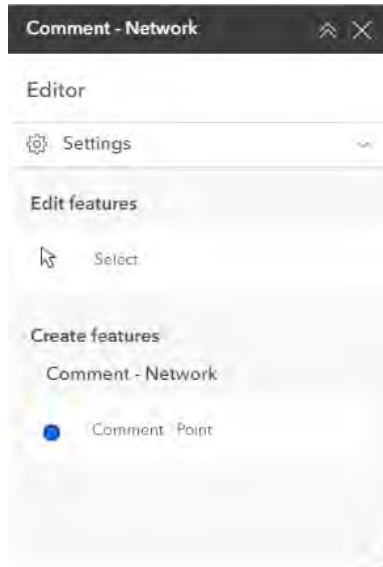 Comment - Network
Editor
Settings
Edit features
Select
Create features
Comment - Network
Comment Point